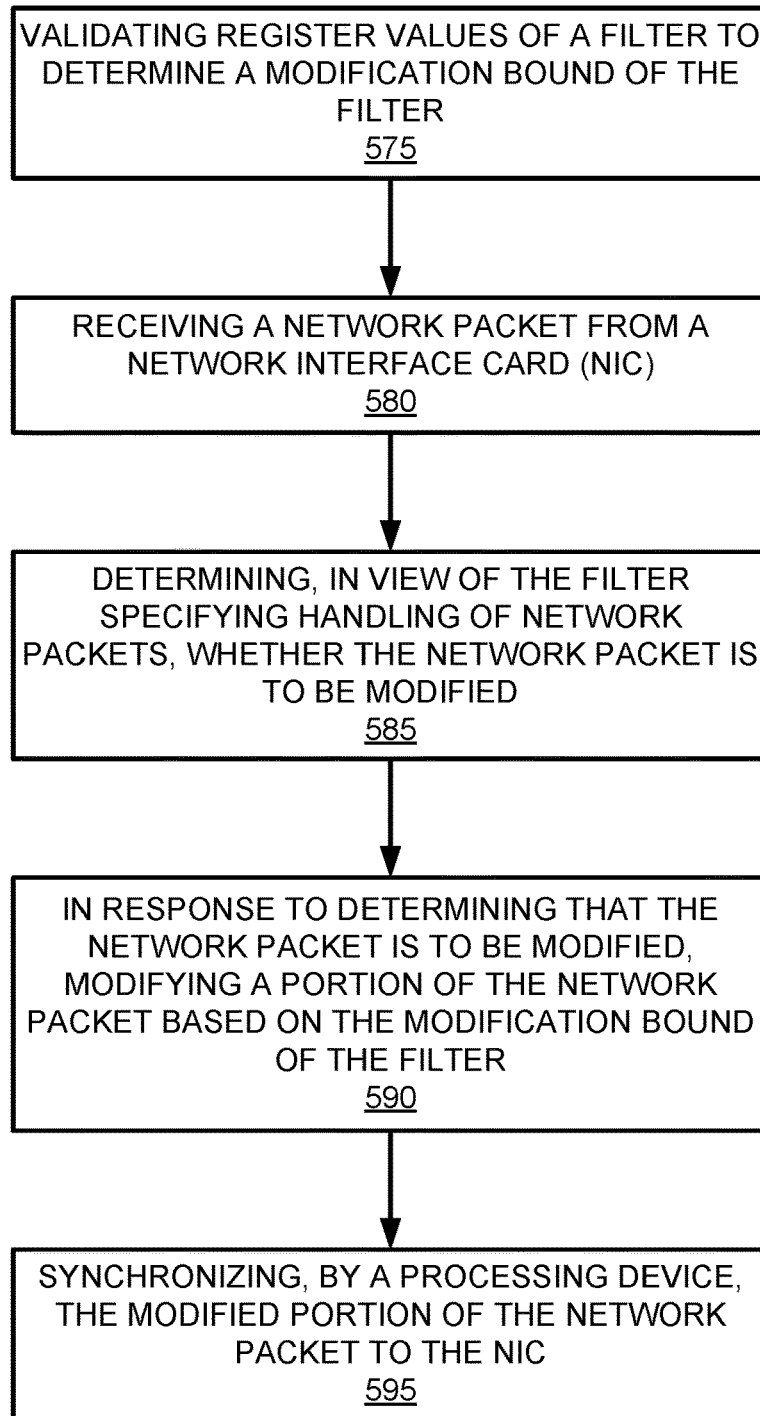 VALIDATING REGISTER VALUES OF A FILTER TO
DETERMINE A MODIFICATION BOUND OF THE
FILTER
575
RECEIVING A NETWORK PACKET FROM A
NETWORK INTERFACE CARD (NIC)
580
DETERMINING, IN VIEW OF THE FILTER
SPECIFYING HANDLING OF NETWORK
PACKETS, WHETHER THE NETWORK PACKET IS
TO BE MODIFIED
585
IN RESPONSE TO DETERMINING THAT THE
NETWORK PACKET IS TO BE MODIFIED,
MODIFYING A PORTION OF THE NETWORK
PACKET BASED ON THE MODIFICATION BOUND
OF THE FILTER
590
SYNCHRONIZING, BY A PROCESSING DEVICE,
THE MODIFIED PORTION OF THE NETWORK
PACKET TO THE NIC
595